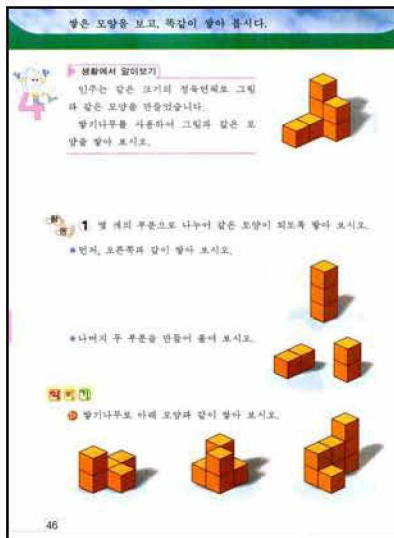 쌓은 모양을 보고, 똑같이 쌓아 봅시다.
생활에서 알아보기
4
인주는 같은 크기의 정육면체로 그림
과 같은 모양을 만들었습니다.
쌓기나무를 사용하여 그림과 같은 모
양을 쌓아 보시오.
활동
1 몇 개의 부분으로 나누어 같은 모양이 되도록 쌓아 보시오.
먼저, 오른쪽과 같이 쌓아 보시오.
나머지 두 부분을 만들어 붙여 보시오.
익히기
쌓기나무로 아래 모양과 같이 쌓아 보시오.
46